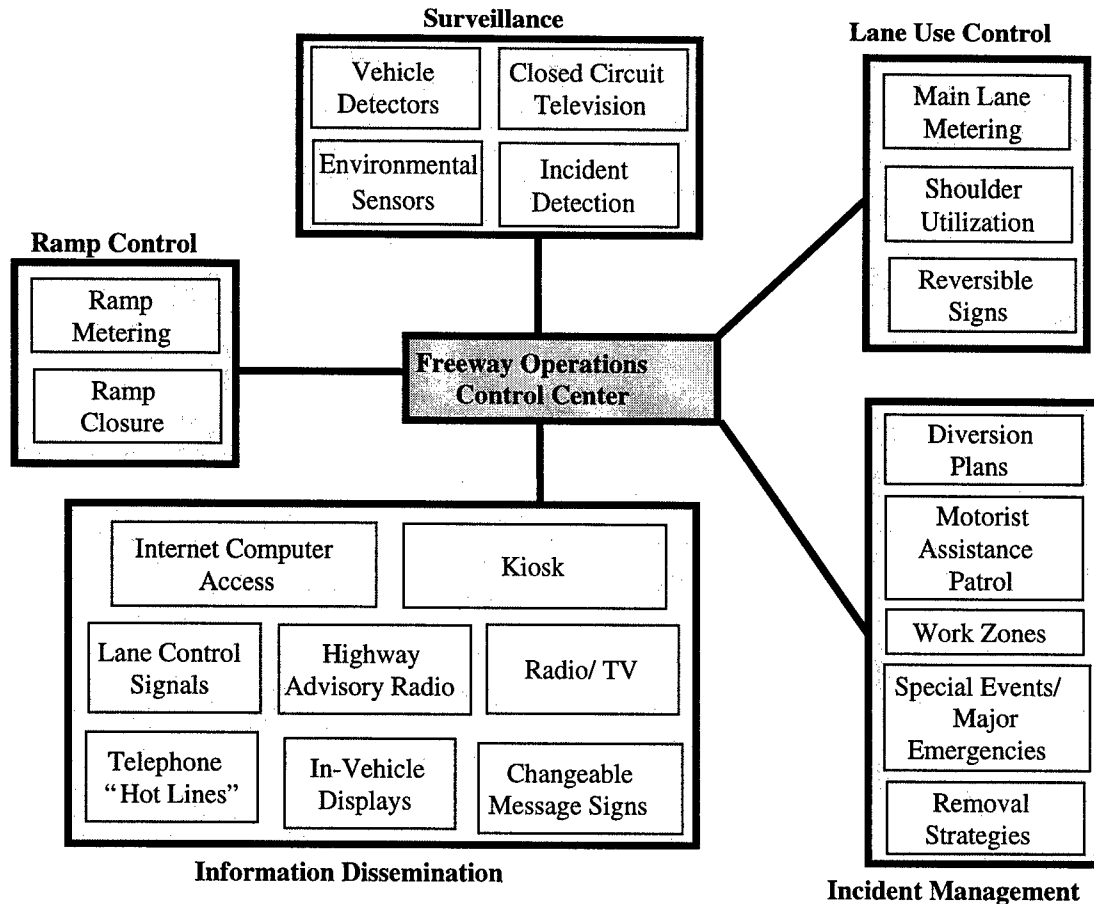 Surveillance
Vehicle
Detectors
Closed Circuit
Television
Environmental
Sensors
Incident
Detection
Lane Use Control
Main Lane
Metering
Shoulder
Utilization
Reversible
Signs
Ramp Control
Ramp
Metering
Ramp
Closure
Freeway Operations
Control Center
Internet Computer
Access
Kiosk
Lane Control
Signals
Highway
Advisory Radio
Radio/ TV
Telephone
“Hot Lines”
In-Vehicle
Displays
Changeable
Message Signs
Information Dissemination
Diversion
Plans
Motorist
Assistance
Patrol
Work Zones
Special Events/
Major
Emergencies
Removal
Strategies
Incident Management